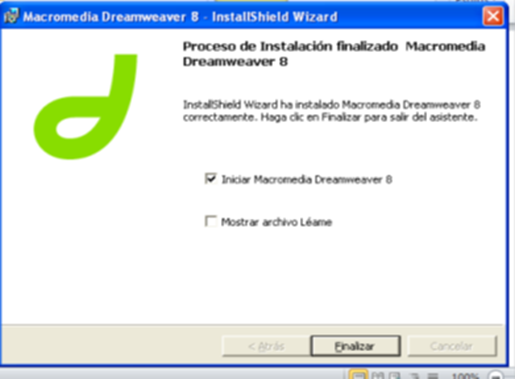 Macromedia Dreamweaver 8 - InstallShield Wizard
Proceso de Instalación finalizado Macromedia
Dreamweaver 8
InstallShield Wizard ha instalado Macromedia Dreamweaver 8
correctamente. Haga clic en Finalizar para salir del asistente.
Iniciar Macromedia Dreamweaver 8
Mostrar archivo Léame
< Atrás Finalizar Cancelar
100%